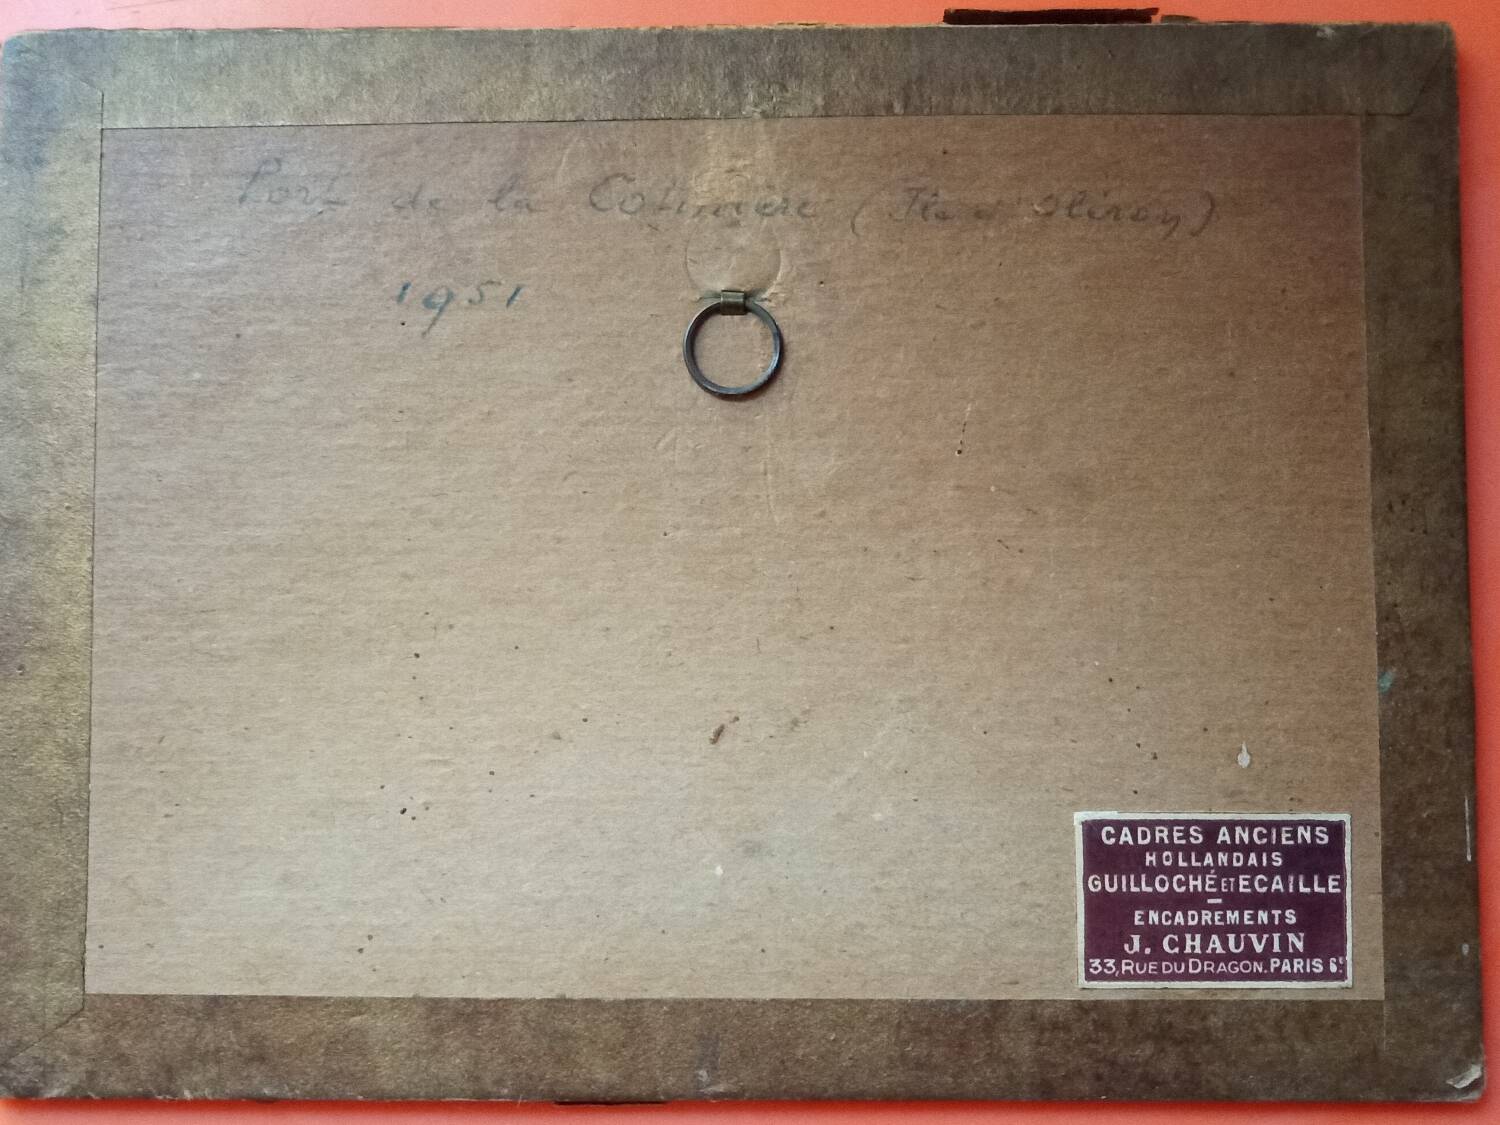 Port de la Cotinière (Ile d'Oléron)
1951
CADRES ANCIENS
HOLLANDAIS
GUILLOCHÉ ET ECAILLE
ENCADREMENTS
J. CHAUVIN
33, RUE DU DRAGON. PARIS 6e